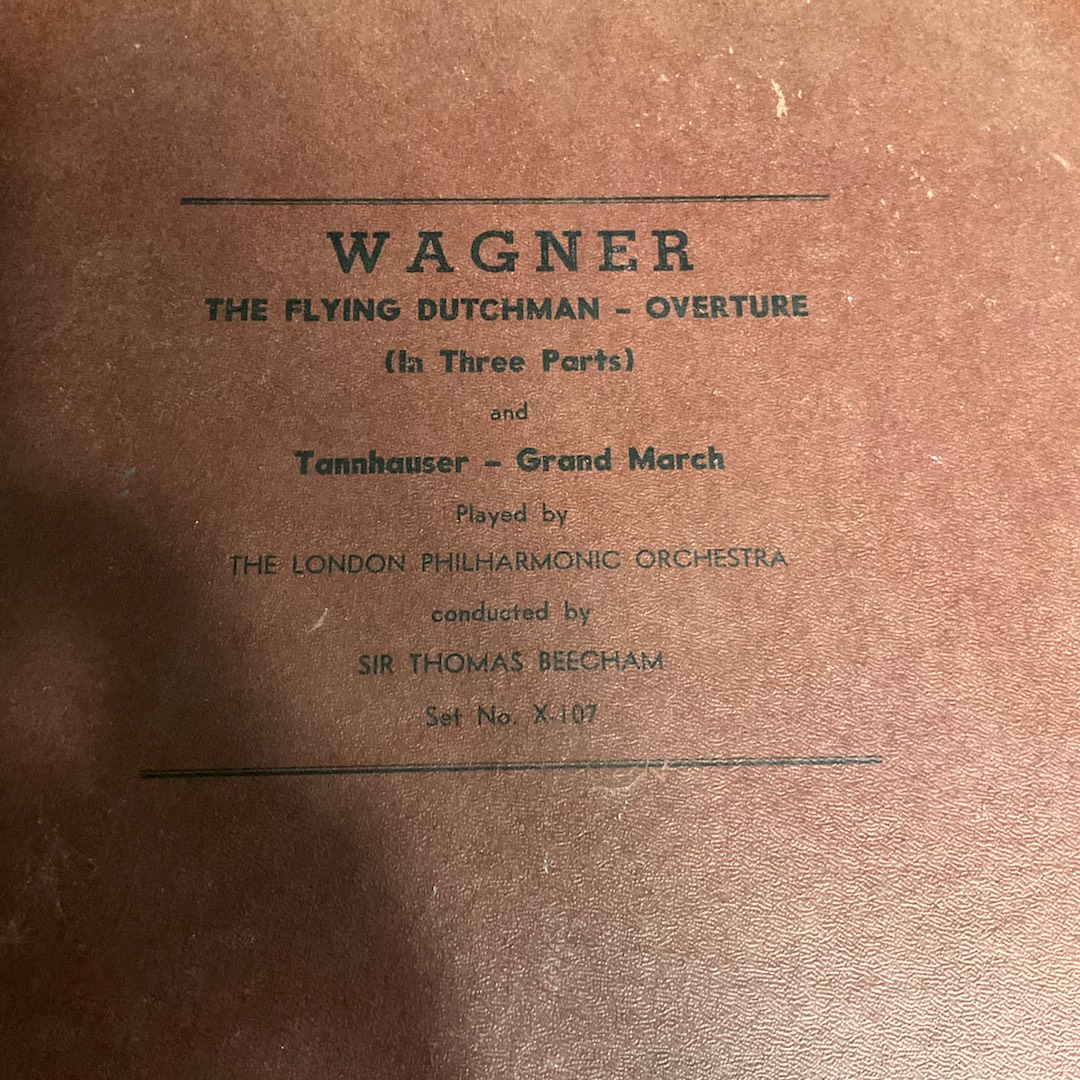 WAGNER
THE FLYING DUTCHMAN - OVERTURE
(In Three Parts)
and
Tannhauser - Grand March
Played by
THE LONDON PHILHARMONIC ORCHESTRA
conducted by
SIR THOMAS BEECHAM
Set No. X-107